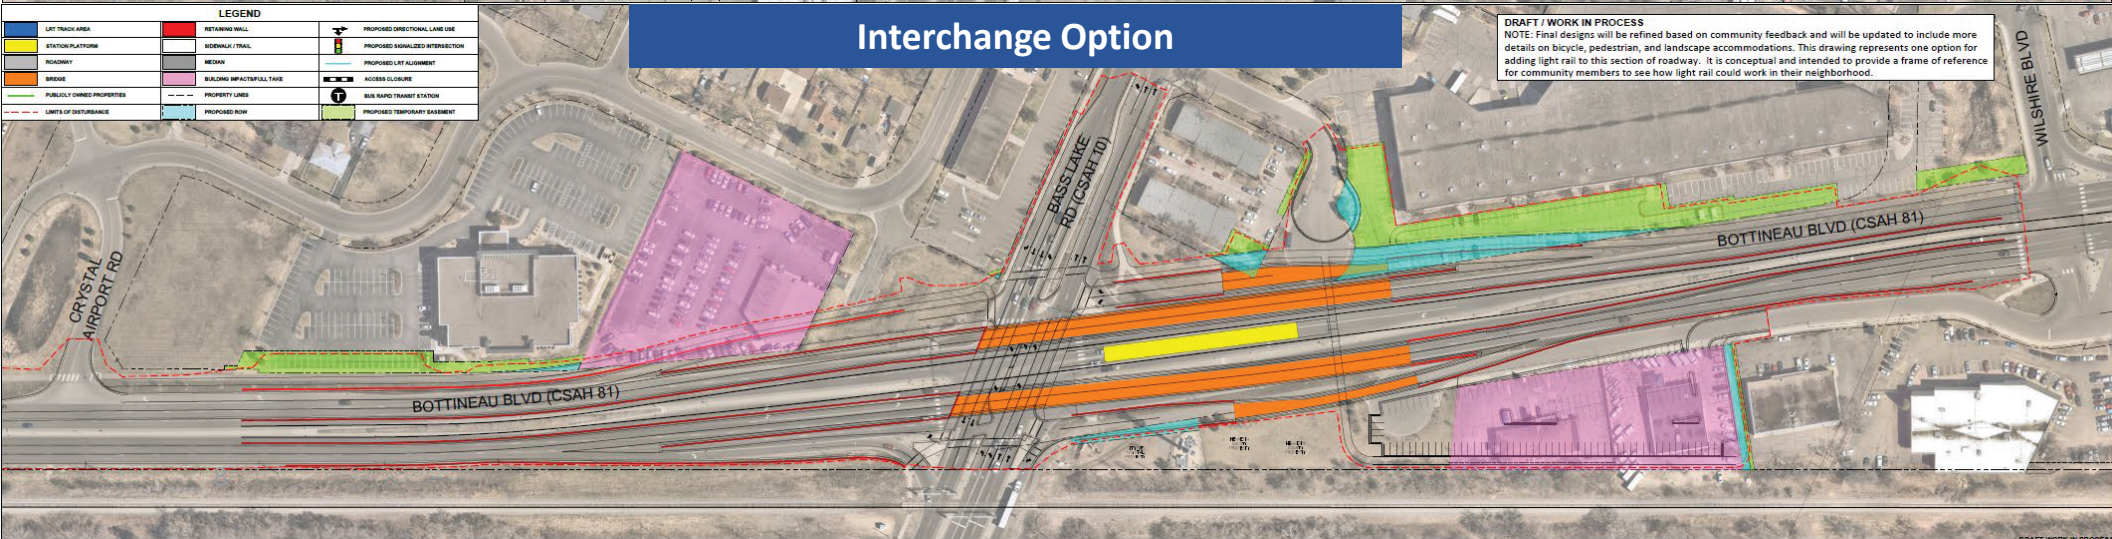 LEGEND
LRT TRACK AREA
RETAINING WALL
PROPOSED DIRECTIONAL LANE USE
STATION PLATFORM
SIDEWALK / TRAIL
PROPOSED SIGNALIZED INTERSECTION
ROADWAY
MEDIAN
PROPOSED LRT ALIGNMENT
BRIDGE
BUILDING IMPACTS/FULL TAKE
ACCESS CLOSURE
PUBLICLY OWNED PROPERTIES
PROPERTY LINES
T
BUS RAPID TRANSIT STATION
LIMITS OF DISTURBANCE
PROPOSED ROW
PROPOSED TEMPORARY EASEMENT
Interchange Option
DRAFT / WORK IN PROCESS
NOTE: Final designs will be refined based on community feedback and will be updated to include more
details on bicycle, pedestrian, and landscape accommodations. This drawing represents one option for
adding light rail to this section of roadway. It is conceptual and intended to provide a frame of reference
for community members to see how light rail could work in their neighborhood.
WILSHIRE BLVD
BASS LAKE
RD (CSAH 10)
BOTTINEAU BLVD (CSAH 81)
CRYSTAL
AIRPORT RD
BOTTINEAU BLVD (CSAH 81)